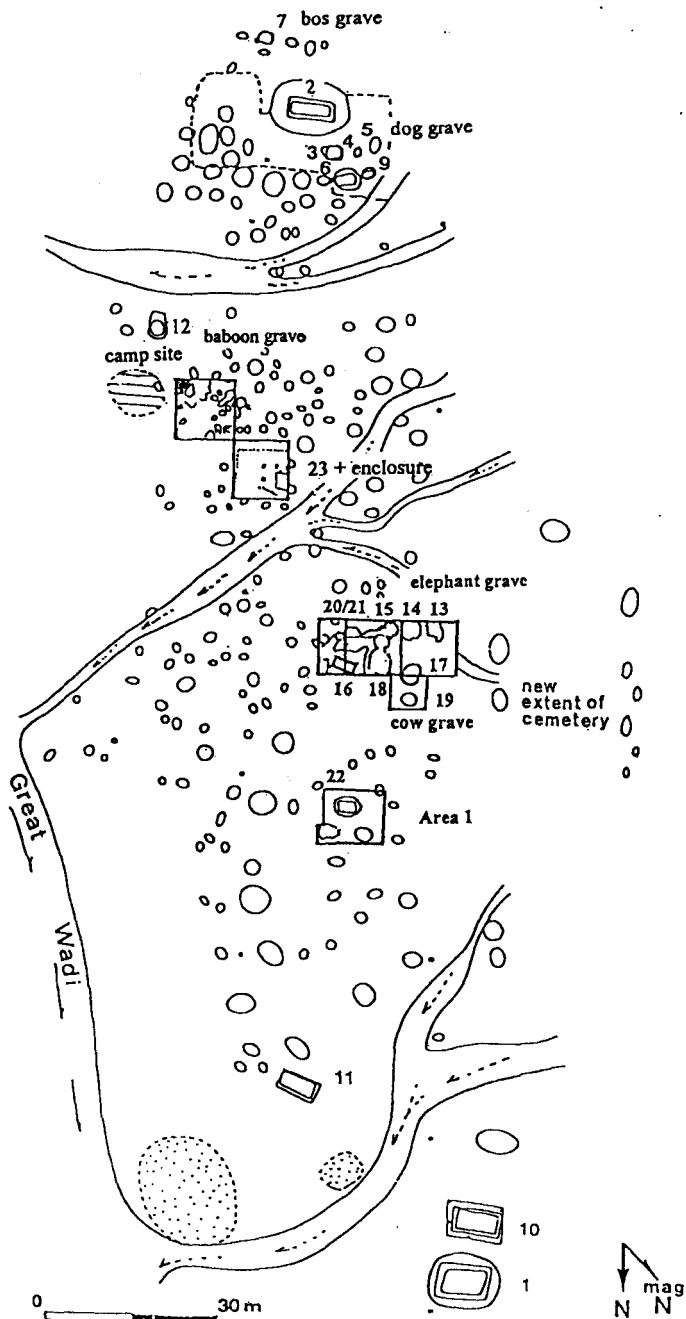 7 bos grave
2
5
dog grave
3 4
6 9
12
baboon grave
camp site
23 + enclosure
elephant grave
20/21 15 14 13
17
16 18 19
cow grave
new
extent of
cemetery
22
Area 1
Great
Wadi
11
10
1
0 30 m
mag
N N